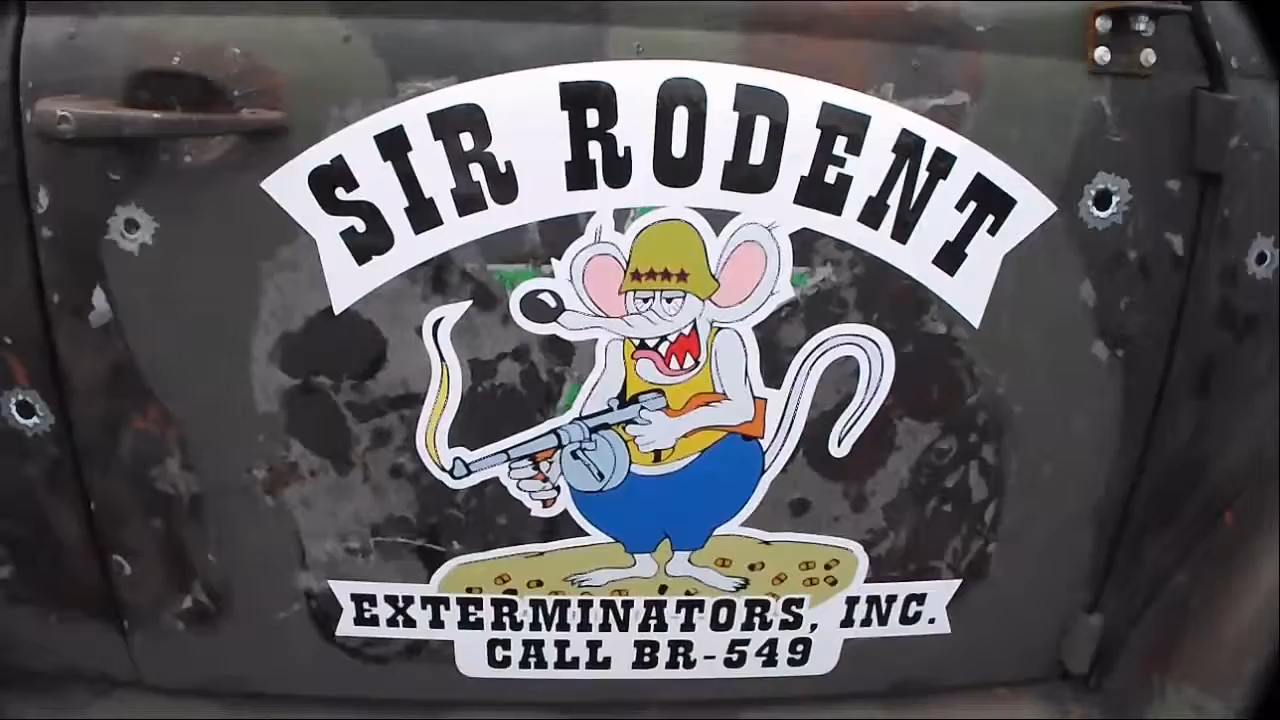 SIR RODENT
EXTERMINATORS, INC.
CALL BR-549